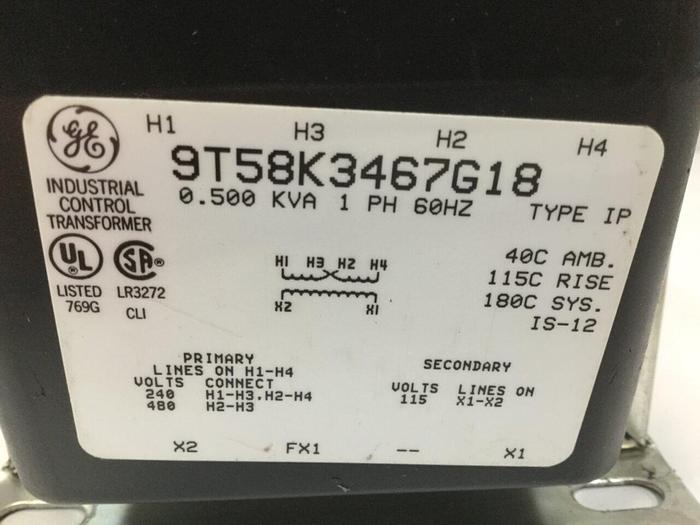 H1 H3 H2 H4
GE
9T58K3467G18
INDUSTRIAL
CONTROL
TRANSFORMER
0.500 KVA 1 PH 60HZ TYPE IP
UL SA
LISTED LR3272
769G CLI
H1 H3 H2 H4
X2 X1
40C AMB.
115C RISE
180C SYS.
IS-12
PRIMARY
LINES ON H1-H4
VOLTS CONNECT
240 H1-H3,H2-H4
480 H2-H3
SECONDARY
VOLTS LINES ON
115 X1-X2
X2 FX1 -- X1